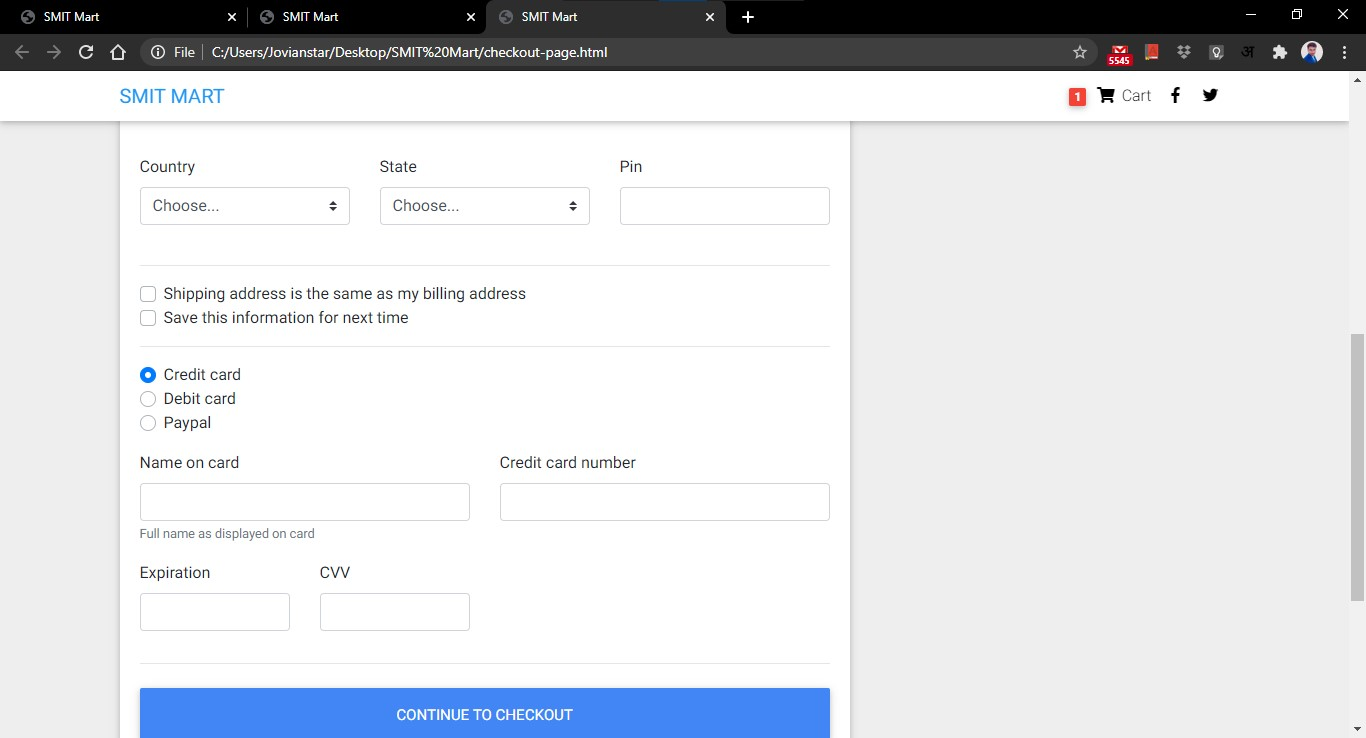 SMIT Mart SMIT Mart SMIT Mart
File C:/Users/Jovianstar/Desktop/SMIT%20Mart/checkout-page.html
5545
अ
SMIT MART 1 Cart
Country State Pin
Choose... Choose...
Shipping address is the same as my billing address
Save this information for next time
Credit card
Debit card
Paypal
Name on card Credit card number
Full name as displayed on card
Expiration CVV
CONTINUE TO CHECKOUT